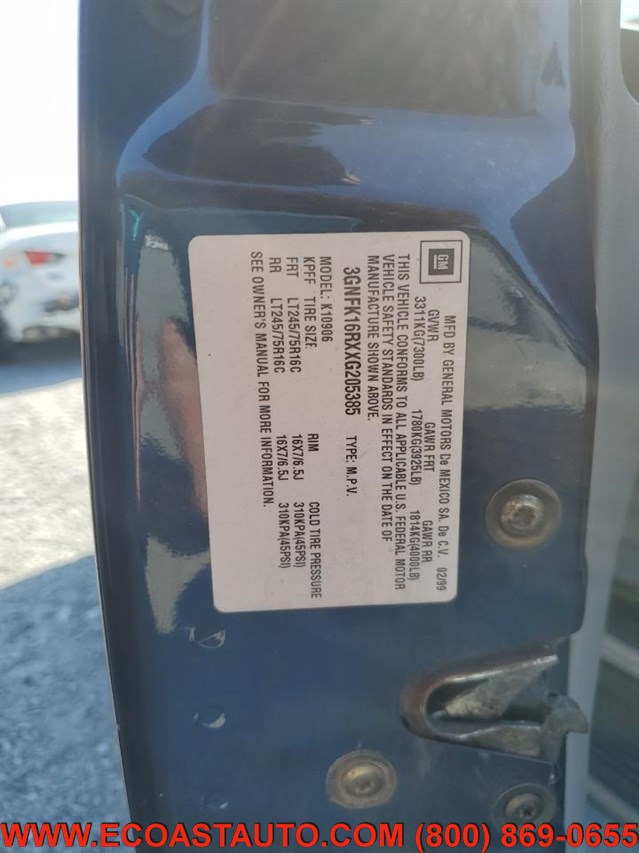 GM
MFD BY GENERAL MOTORS De MEXICO SA. De C.V. 02/99
GVWR GAWR FRT GAWR RR
3311KG(7300LB) 1780KG(3925LB) 1814KG(4000LB)
THIS VEHICLE CONFORMS TO ALL APPLICABLE U.S. FEDERAL MOTOR
VEHICLE SAFETY STANDARDS IN EFFECT ON THE DATE OF
MANUFACTURE SHOWN ABOVE.
3GNFK16RXXG205385 TYPE: M.P.V.
MODEL: K10906
KPFF TIRE SIZE RIM COLD TIRE PRESSURE
FRT LT245/75R16C 16X7/6.5J 310KPA(45PSI)
RR LT245/75R16C 16X7/6.5J 310KPA(45PSI)
SEE OWNER'S MANUAL FOR MORE INFORMATION.
WWW.ECOASTAUTO.COM (800) 869-0655